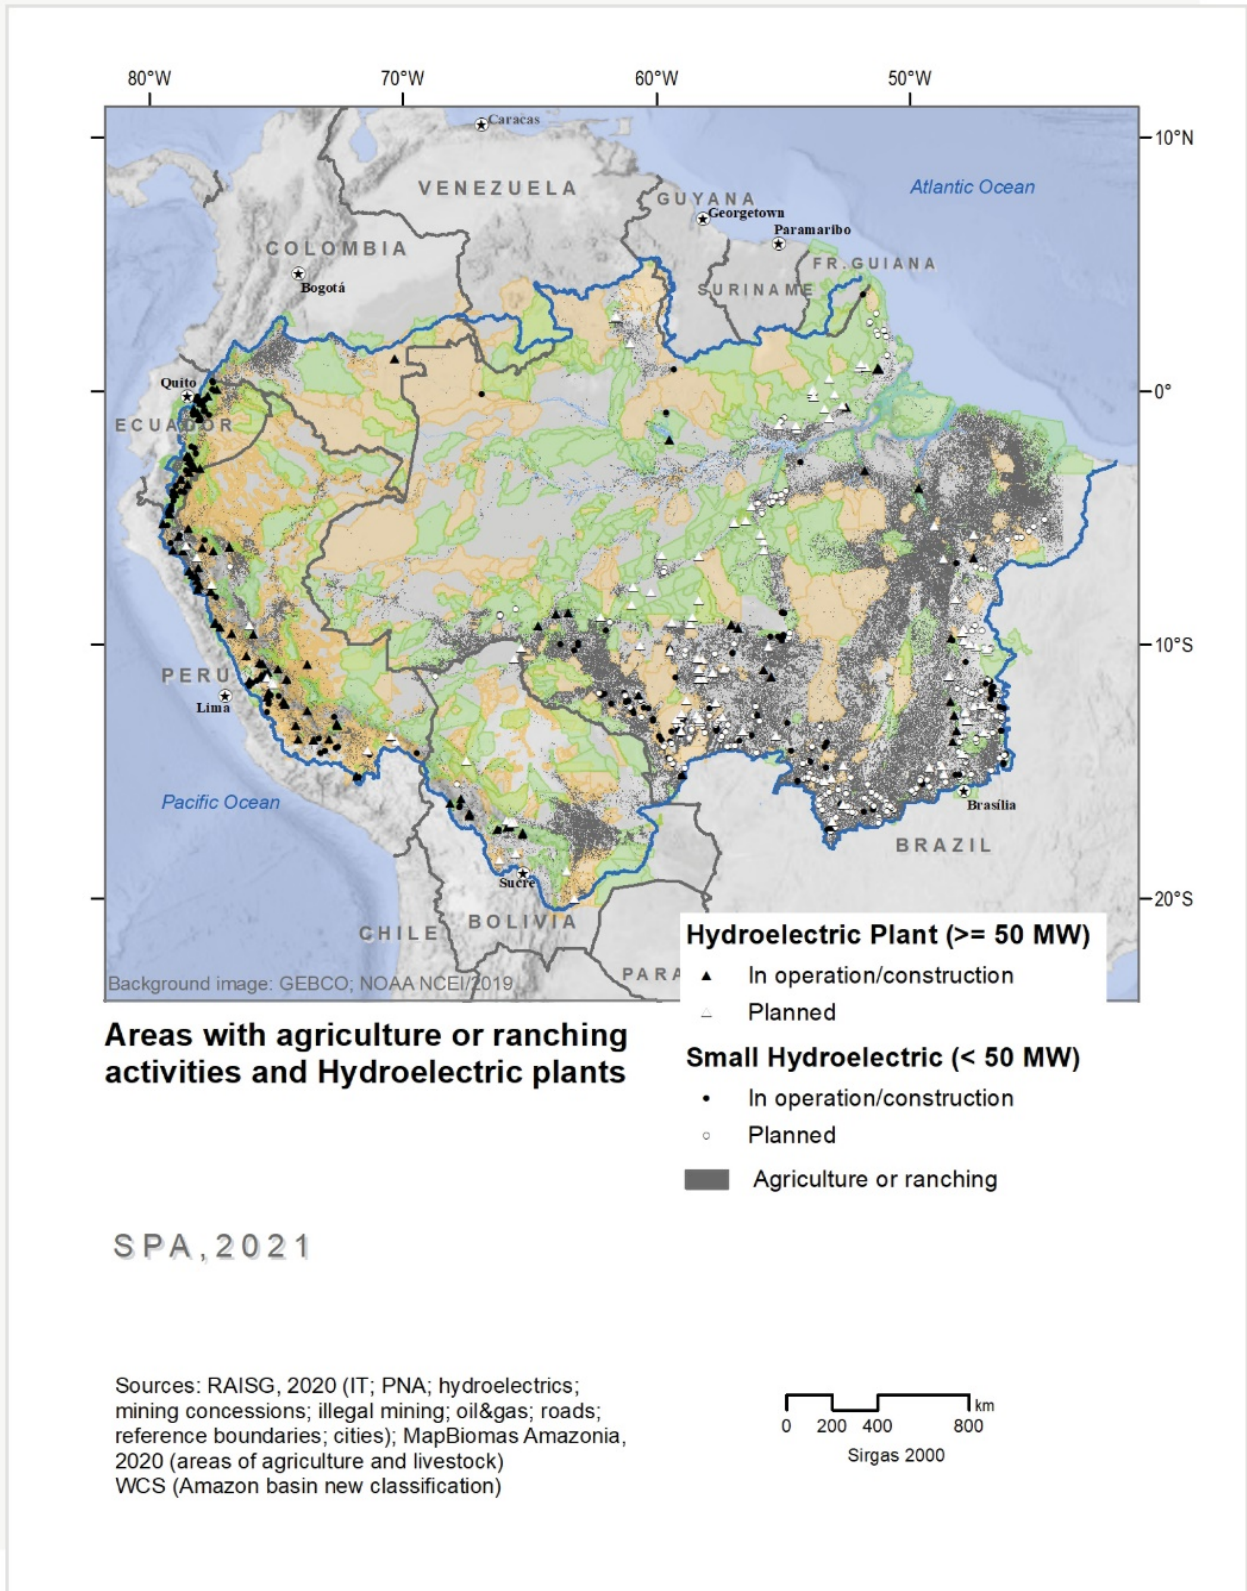 80°W 70°W 60°W 50°W
Caracas
10°N
VENEZUELA
Atlantic Ocean
GUYANA
Georgetown
Paramaribo
COLOMBIA
FR.GUIANA
Bogotá
SURINAME
Quito
0°
ECUADOR
10°S
PERU
Lima
Pacific Ocean
Brasília
BRAZIL
Sucre
20°S
BOLIVIA
CHILE
PARA
Background image: GEBCO; NOAA NCEI/2019
Hydroelectric Plant (>= 50 MW)
In operation/construction
Planned
Small Hydroelectric (< 50 MW)
In operation/construction
Planned
Agriculture or ranching
Areas with agriculture or ranching
activities and Hydroelectric plants
SPA,2021
Sources: RAISG, 2020 (IT; PNA; hydroelectrics;
mining concessions; illegal mining; oil&gas; roads;
reference boundaries; cities); MapBiomas Amazonia,
2020 (areas of agriculture and livestock)
WCS (Amazon basin new classification)
km
0 200 400 800
Sirgas 2000